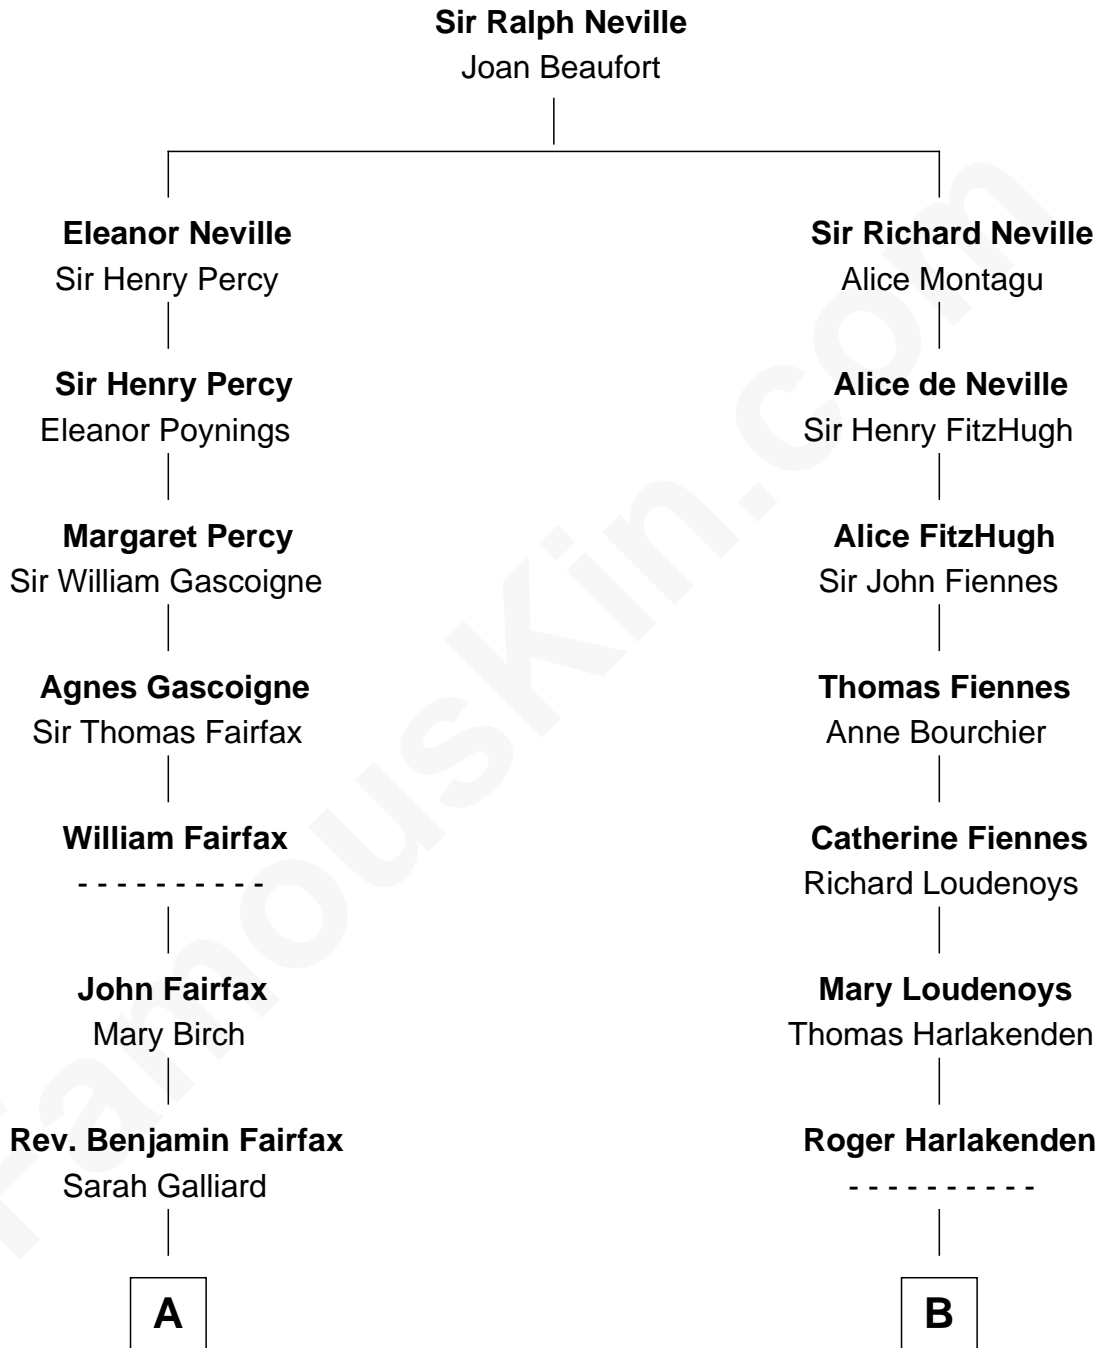 Sir Ralph Neville
Joan Beaufort
Eleanor Neville
Sir Henry Percy
Sir Richard Neville
Alice Montagu
Sir Henry Percy
Eleanor Poynings
Alice de Neville
Sir Henry FitzHugh
Margaret Percy
Sir William Gascoigne
Alice FitzHugh
Sir John Fiennes
Agnes Gascoigne
Sir Thomas Fairfax
Thomas Fiennes
Anne Bourchier
William Fairfax
- - - - - - - - - -
Catherine Fiennes
Richard Loudenoys
John Fairfax
Mary Birch
Mary Loudenoys
Thomas Harlakenden
Rev. Benjamin Fairfax
Sarah Galliard
Roger Harlakenden
- - - - - - - - - -
A
B
FamousKin.com